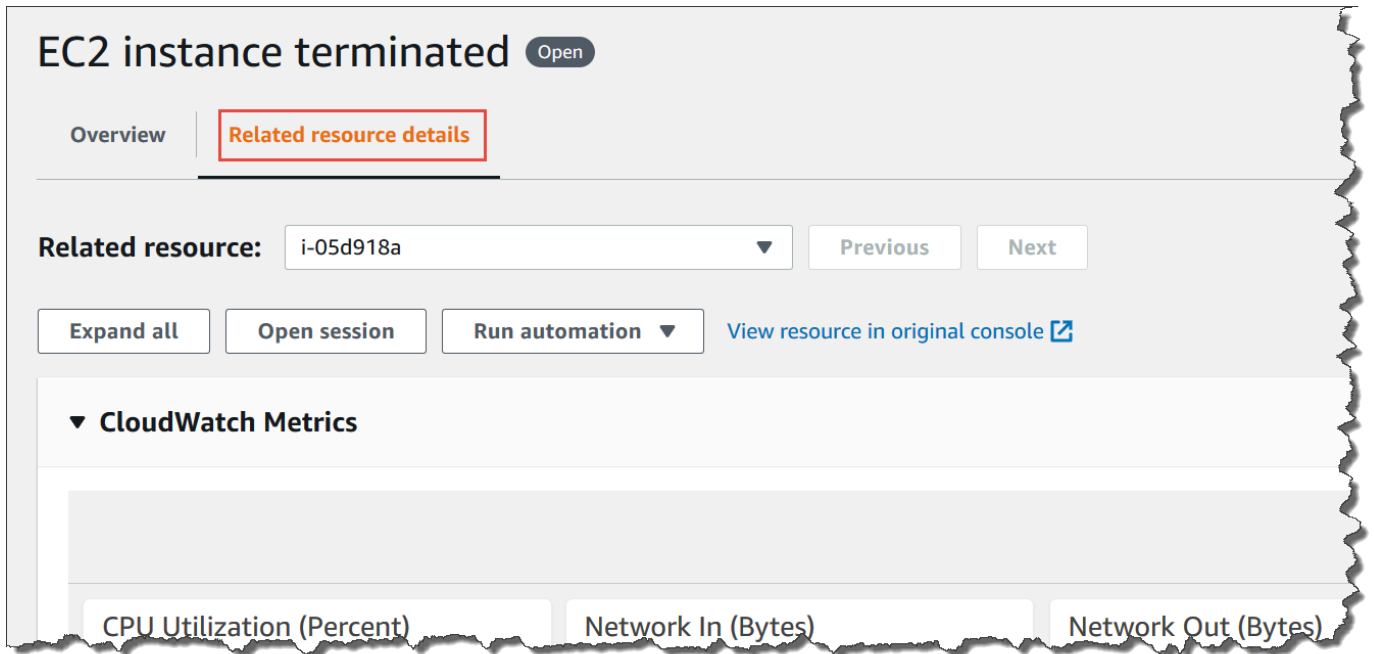 EC2 instance terminated Open
Overview Related resource details
Related resource: i-05d918a Previous Next
Expand all Open session Run automation View resource in original console
CloudWatch Metrics
CPU Utilization (Percent) Network In (Bytes) Network Out (Bytes)